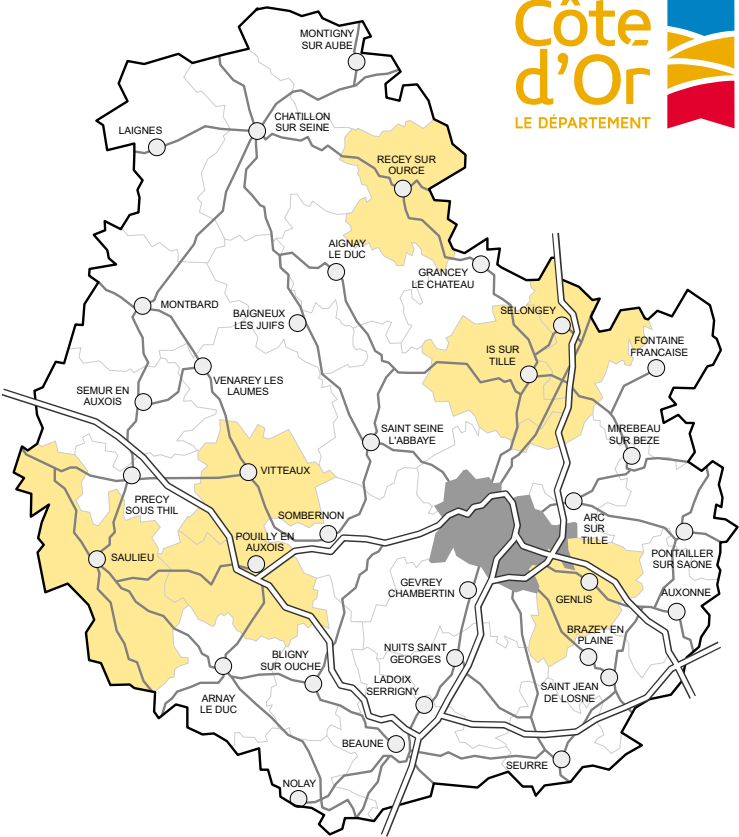 Côte
d'Or
LE DÉPARTEMENT
MONTIGNY
SUR AUBE
CHATILLON
SUR SEINE
LAIGNES
RECEY SUR
OURCE
AIGNAY
LE DUC
GRANCEY
LE CHATEAU
MONTBARD
BAIGNEUX
LES JUIFS
SELONGEY
IS SUR
TILLE
FONTAINE
FRANCAISE
VENAREY LES
LAUMES
SEMUR EN
AUXOIS
SAINT SEINE
L'ABBAYE
MIREBEAU
SUR BEZE
VITTEAUX
PRECY
SOUS THIL
SOMBERNON
ARC
SUR
TILLE
POUILLY EN
AUXOIS
SAULIEU
PONTAILLER
SUR SAONE
GEVREY
CHAMBERTIN
GENLIS
AUXONNE
BRAZEY EN
PLAINE
BLIGNY
SUR OUCHE
NUITS SAINT
GEORGES
LADOIX
SERRIGNY
SAINT JEAN
DE LOSNE
ARNAY
LE DUC
BEAUNE
SEURRE
NOLAY